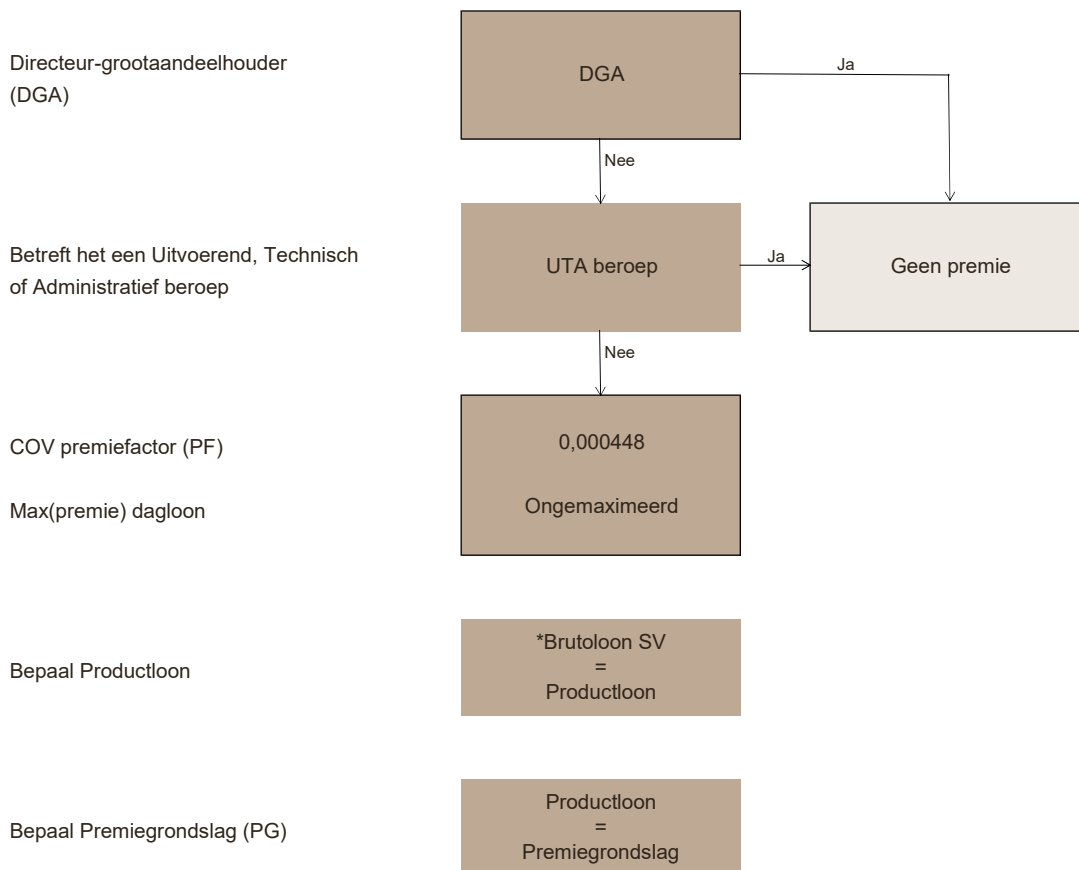 Directeur-grootaandeelhouder
(DGA)
DGA
Ja
Nee
Betreft het een Uitvoerend, Technisch
of Administratief beroep
UTA beroep
Ja
Geen premie
Nee
COV premiefactor (PF)
0,000448
Max(premie) dagloon
Ongemaximeerd
Bepaal Productloon
*Brutoloon SV
=
Productloon
Bepaal Premiegrondslag (PG)
Productloon
=
Premiegrondslag